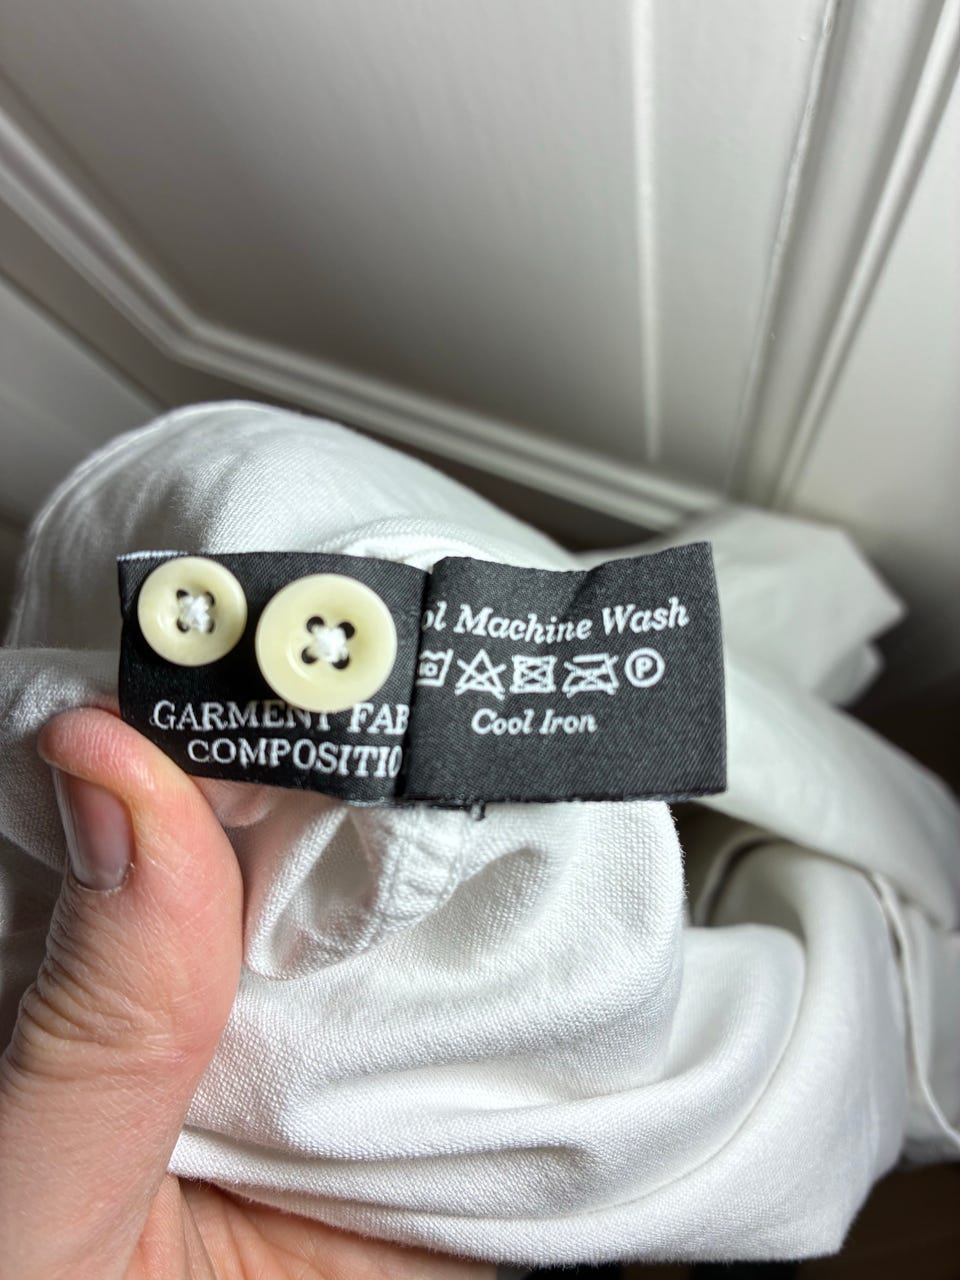 GARMENT FAB
COMPOSITIO
ol Machine Wash
P
Cool Iron